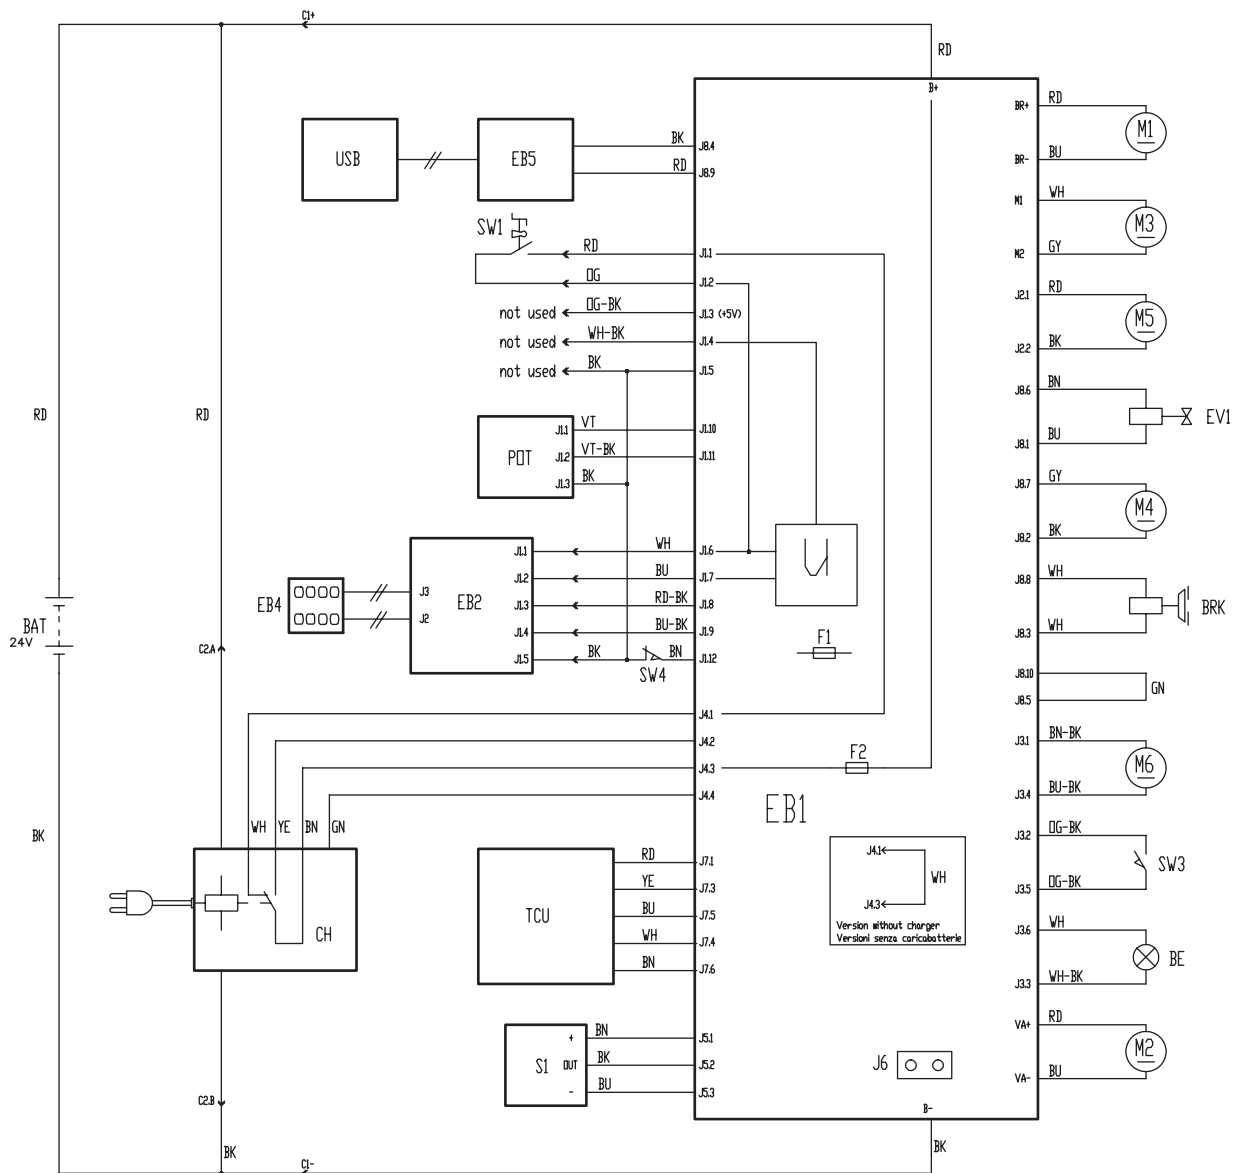 C1+
RD
B+
BR+ RD
M1
BR- BU
USB
EB5
BK J8.4
RD J8.9
M1 WH
M3
M2 GY
SW1
RD J1.1
OG J1.2
not used OG-BK J1.3 (+5V)
not used WH-BK J1.4
not used BK J1.5
J2.1 RD
M5
J2.2 BK
J8.6 BN
EV1
J8.1 BU
RD
RD
POT
J1.1 VT J1.10
J1.2 VT-BK J1.11
J1.3 BK
J8.7 GY
M4
J8.2 BK
EB4
J3
J2
EB2
J1.1 WH J1.6
J1.2 BU J1.7
J1.3 RD-BK J1.8
J1.4 BU-BK J1.9
J1.5 BK BN J1.12
SW4
F1
J8.8 WH
BRK
J8.3 WH
BAT
24V
C2.A
J8.10
GN
J8.5
J4.1
J4.2
J4.3
J4.4
F2
EB1
J3.1 BN-BK
M6
J3.4 BU-BK
BK
WH YE BN GN
CH
J3.2 OG-BK
SW3
J3.5 OG-BK
TCU
RD J7.1
YE J7.3
BU J7.5
WH J7.4
BN J7.6
J4.1
WH
J4.3
Version without charger
Versioni senza caricabatterie
J3.6 WH
BE
J3.3 WH-BK
S1
+ BN J5.1
OUT BK J5.2
- BU J5.3
J6
VA+ RD
M2
VA- BU
C2.B
B-
BK
BK
C1-